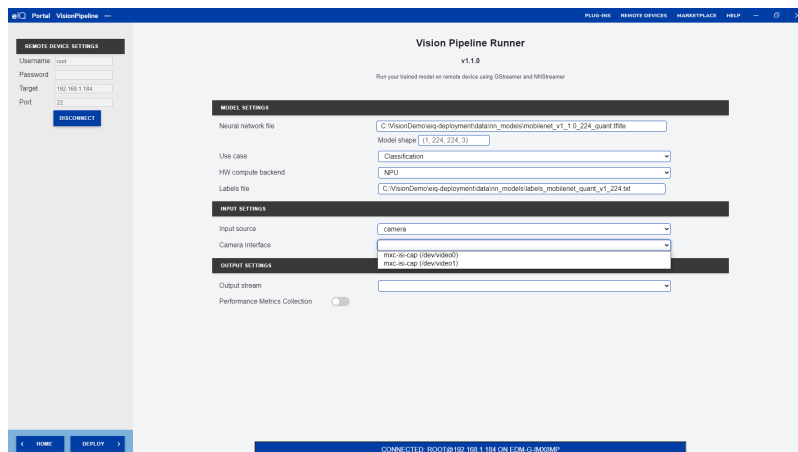 eIQ Portal VisionPipeline —
PLUG-INS REMOTE DEVICES MARKETPLACE HELP
REMOTE DEVICE SETTINGS
Username root
Password
Target 192.168.1.184
Port 22
DISCONNECT
Vision Pipeline Runner
v1.1.0
Run your trained model on remote device using GStreamer and NNStreamer
MODEL SETTINGS
Neural network file C:\VisionDemo\eiq-deployment\data\nn_models\mobilenet_v1_1.0_224_quant.tflite
Model shape (1, 224, 224, 3)
Use case Classification
HW compute backend NPU
Labels file C:\VisionDemo\eiq-deployment\data\nn_models\labels_mobilenet_quant_v1_224.txt
INPUT SETTINGS
Input source camera
Camera Interface
mxc-isi-cap (/dev/video0)
mxc-isi-cap (/dev/video1)
OUTPUT SETTINGS
Output stream
Performance Metrics Collection
< HOME DEPLOY >
CONNECTED: ROOT@192.168.1.184 ON EDM-G-IMX8MP